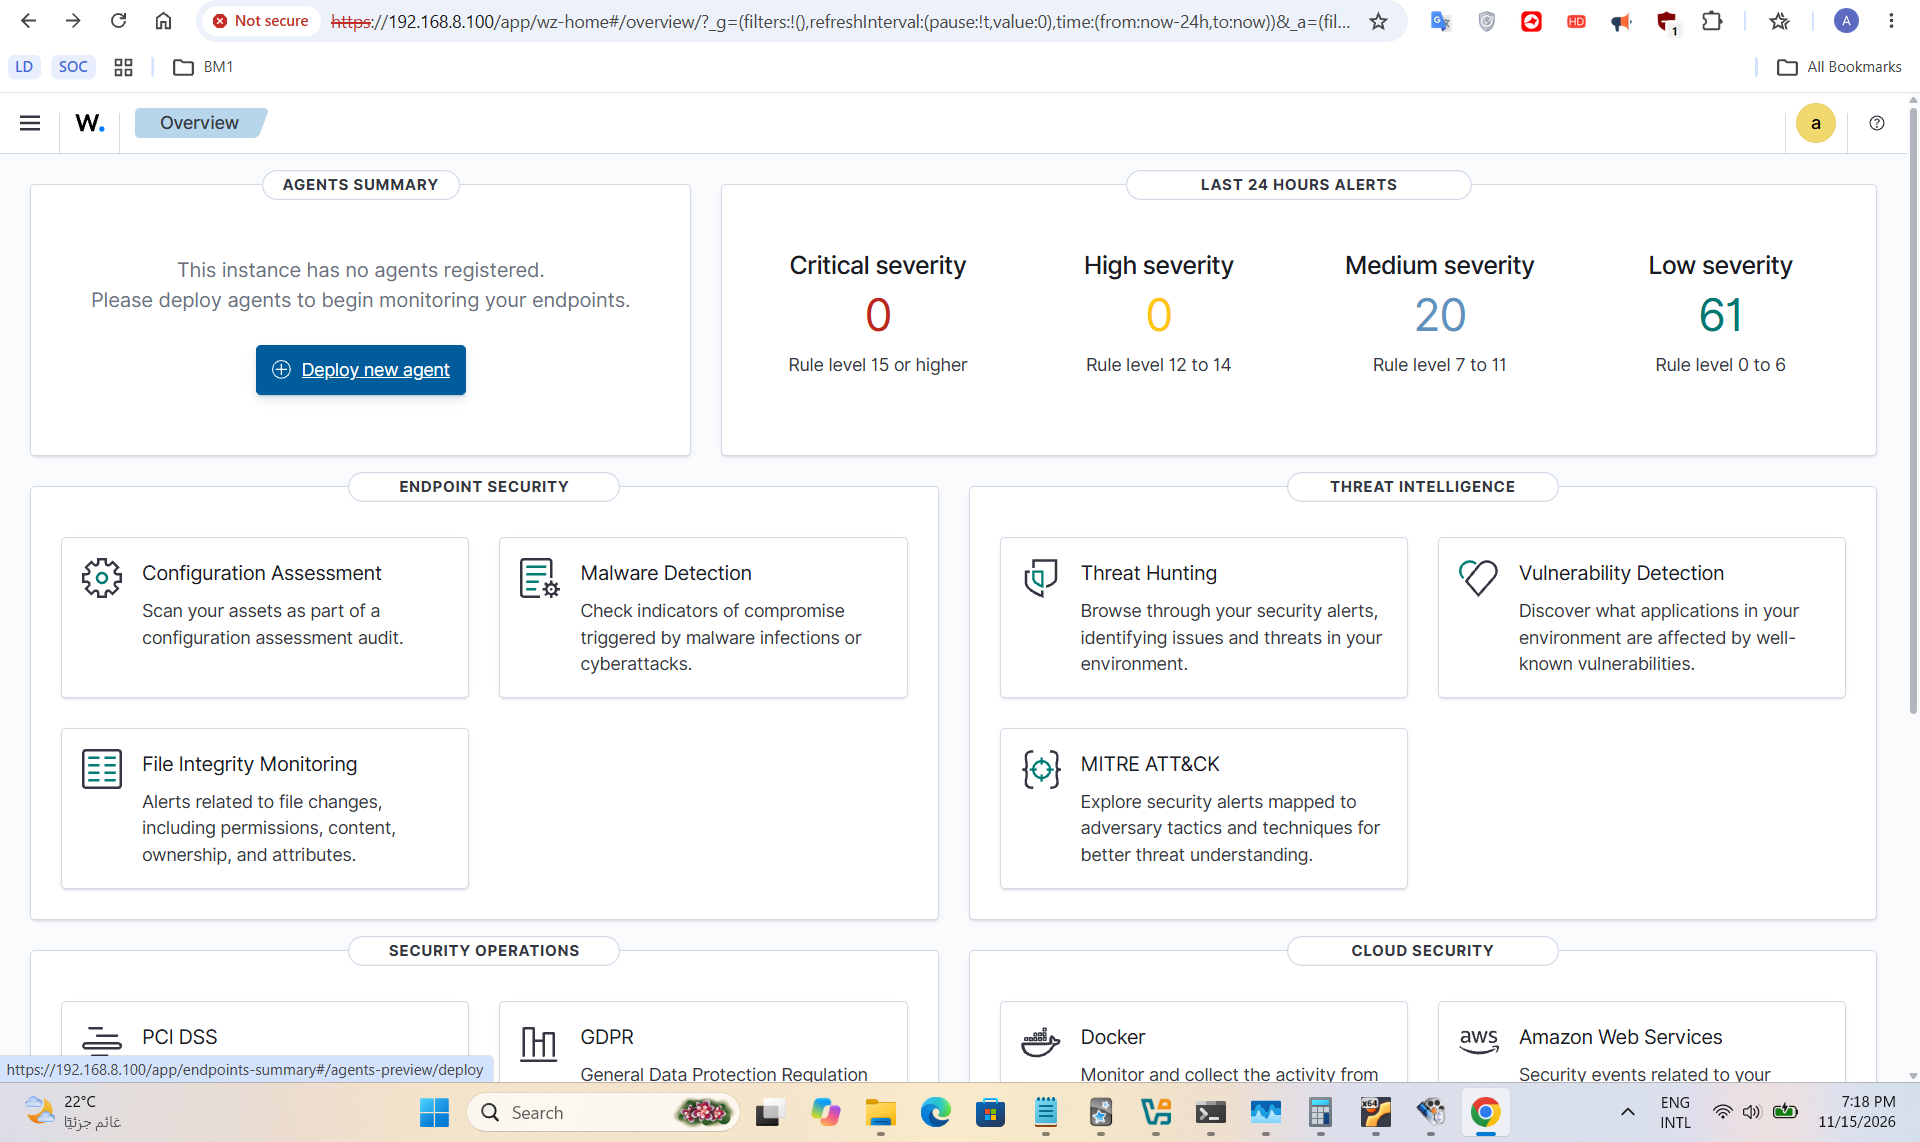 Not secure
https://192.168.8.100/app/wz-home#/overview/?_g=(filters:!(),refreshInterval:(pause:!t,value:0),time:(from:now-24h,to:now))&_a=(fil...
HD
1
A
LD
SOC
BM1
All Bookmarks
W.
Overview
a
AGENTS SUMMARY
This instance has no agents registered.
Please deploy agents to begin monitoring your endpoints.
Deploy new agent
LAST 24 HOURS ALERTS
Critical severity
0
Rule level 15 or higher
High severity
0
Rule level 12 to 14
Medium severity
20
Rule level 7 to 11
Low severity
61
Rule level 0 to 6
ENDPOINT SECURITY
Configuration Assessment
Scan your assets as part of a
configuration assessment audit.
Malware Detection
Check indicators of compromise
triggered by malware infections or
cyberattacks.
File Integrity Monitoring
Alerts related to file changes,
including permissions, content,
ownership, and attributes.
THREAT INTELLIGENCE
Threat Hunting
Browse through your security alerts,
identifying issues and threats in your
environment.
Vulnerability Detection
Discover what applications in your
environment are affected by well-
known vulnerabilities.
MITRE ATT&CK
Explore security alerts mapped to
adversary tactics and techniques for
better threat understanding.
SECURITY OPERATIONS
PCI DSS
GDPR
General Data Protection Regulation
CLOUD SECURITY
Docker
Monitor and collect the activity from
aws
Amazon Web Services
Security events related to your
https://192.168.8.100/app/endpoints-summary#/agents-preview/deploy
22°C
غائم جزئيًا
Search
X64
ENG
INTL
7:18 PM
11/15/2026